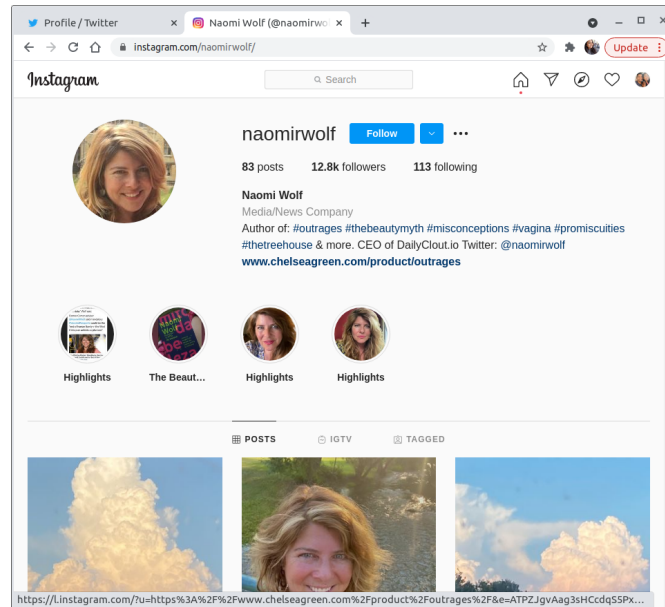 Profile / Twitter
Naomi Wolf (@naomirwo
instagram.com/naomirwolf/
Update
Instagram
Search
naomirwolf Follow
83 posts 12.8k followers 113 following
Naomi Wolf
Media/News Company
Author of: #outrages #thebeautymyth #misconceptions #vagina #promiscuities
#thetreehouse & more. CEO of DailyClout.io Twitter: @naomirwolf
www.chelseagreen.com/product/outrages
Highlights The Beaut… Highlights Highlights
POSTS IGTV TAGGED
https://l.instagram.com/?u=https%3A%2F%2Fwww.chelseagreen.com%2Fproduct%2Foutrages%2F&e=ATPZJgvAag3sHCcdqS5Px…